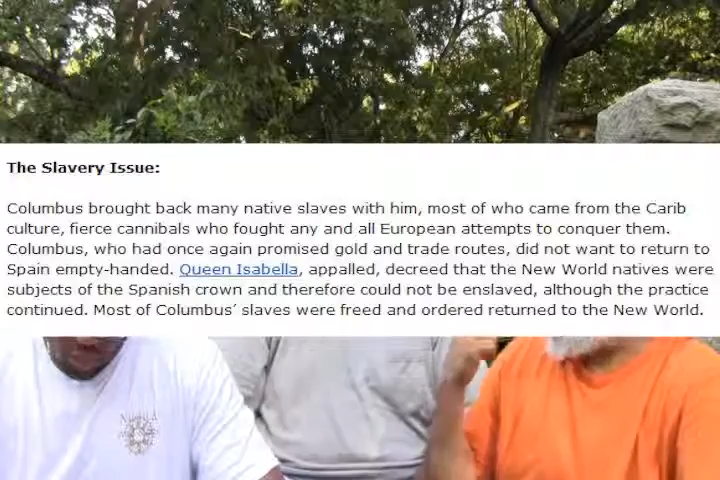 The Slavery Issue:
Columbus brought back many native slaves with him, most of who came from the Carib
culture, fierce cannibals who fought any and all European attempts to conquer them.
Columbus, who had once again promised gold and trade routes, did not want to return to
Spain empty-handed. Queen Isabella, appalled, decreed that the New World natives were
subjects of the Spanish crown and therefore could not be enslaved, although the practice
continued. Most of Columbus´ slaves were freed and ordered returned to the New World.